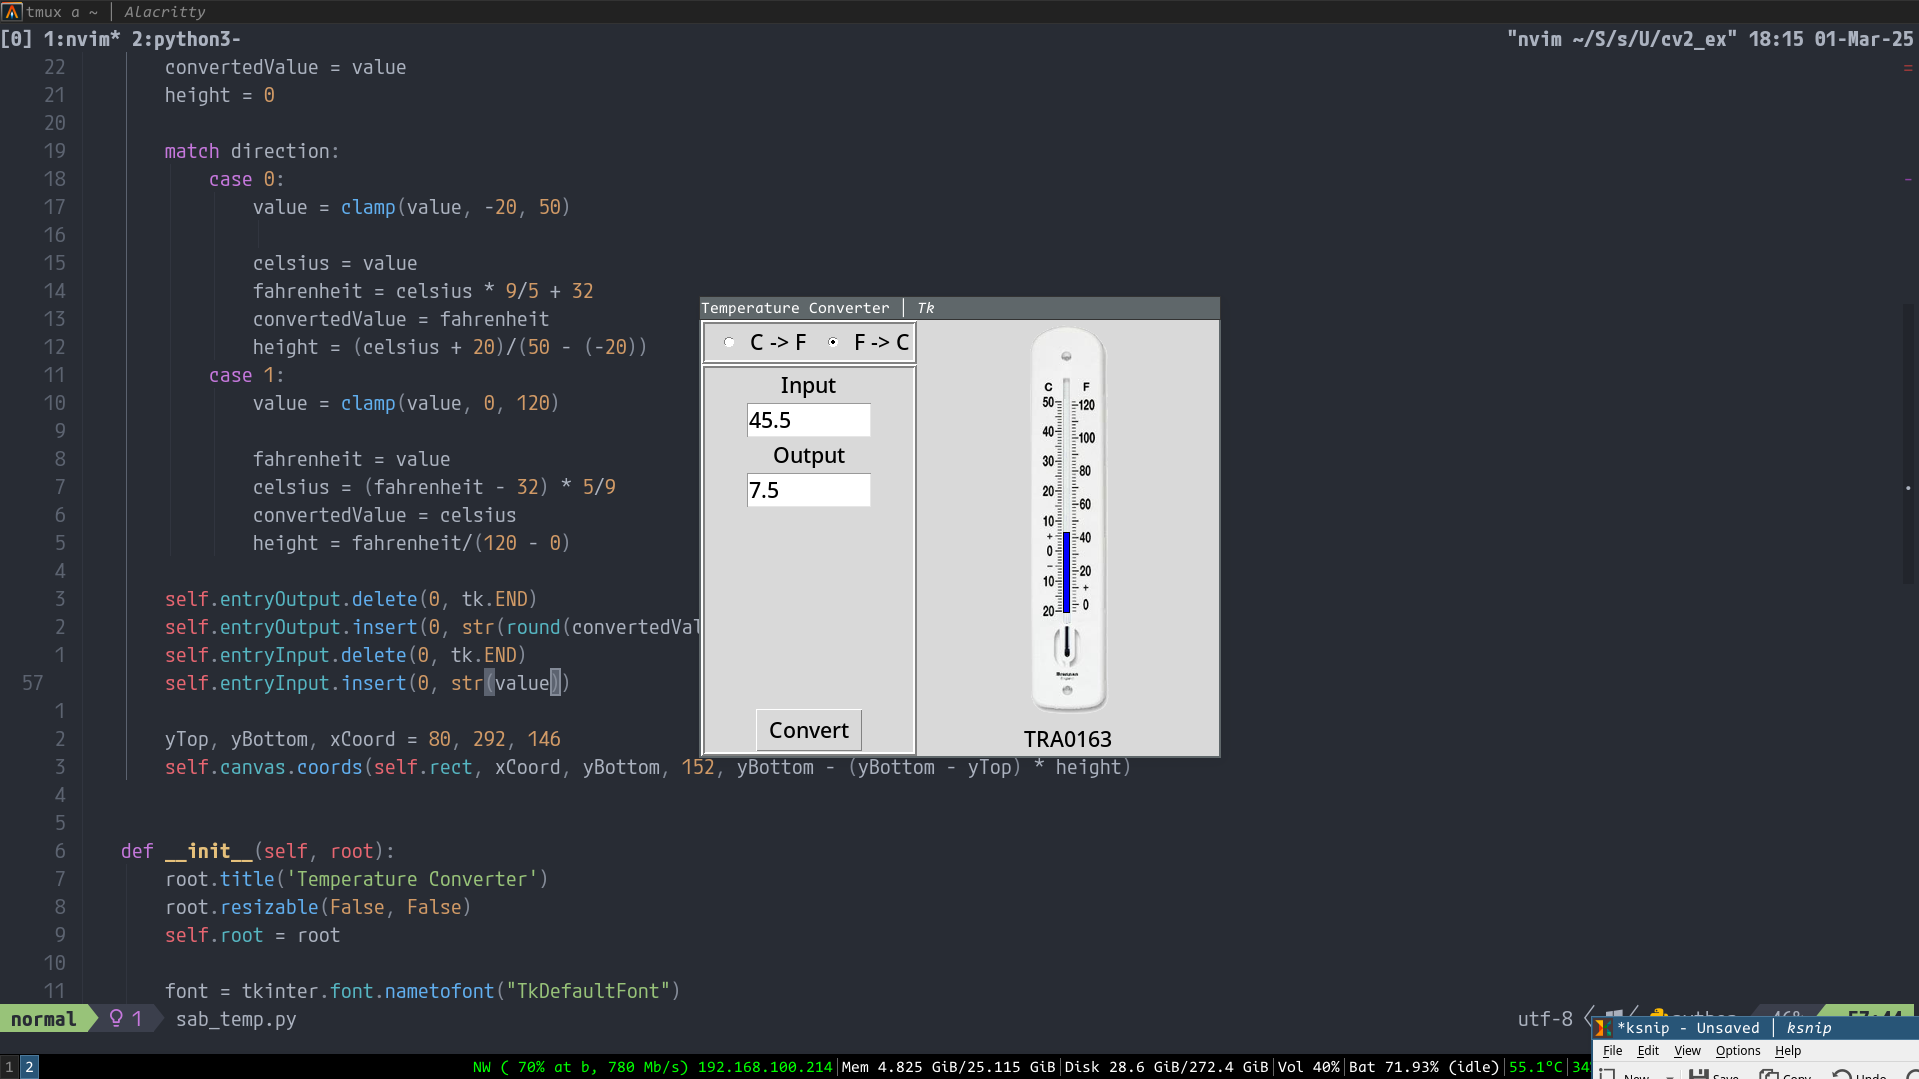 tmux a ~ | Alacritty
[0] 1:nvim* 2:python3- "nvim ~/S/s/U/cv2_ex" 18:15 01-Mar-25
22 convertedValue = value
21 height = 0
20
19 match direction:
18 case 0:
17 value = clamp(value, -20, 50)
16
15 celsius = value
14 fahrenheit = celsius * 9/5 + 32
13 convertedValue = fahrenheit
12 height = (celsius + 20)/(50 - (-20))
11 case 1:
10 value = clamp(value, 0, 120)
9
8 fahrenheit = value
7 celsius = (fahrenheit - 32) * 5/9
6 convertedValue = celsius
5 height = fahrenheit/(120 - 0)
4
3 self.entryOutput.delete(0, tk.END)
2 self.entryOutput.insert(0, str(round(convertedVal
1 self.entryInput.delete(0, tk.END)
57 self.entryInput.insert(0, str(value))
1
2 yTop, yBottom, xCoord = 80, 292, 146
3 self.canvas.coords(self.rect, xCoord, yBottom, 152, yBottom - (yBottom - yTop) * height)
4
5
6 def __init__(self, root):
7 root.title('Temperature Converter')
8 root.resizable(False, False)
9 self.root = root
10
11 font = tkinter.font.nametofont("TkDefaultFont")
Temperature Converter | Tk
C -> F F -> C
Input
45.5
Output
7.5
Convert
C F
50 120
40 100
30 80
20 60
10
+ 40
0
- 20
10 +
20 0
TRA0163
normal 1 sab_temp.py utf-8
*ksnip - Unsaved | ksnip
File Edit View Options Help
New Save Copy Undo
1 2 NW ( 70% at b, 780 Mb/s) 192.168.100.214|Mem 4.825 GiB/25.115 GiB|Disk 28.6 GiB/272.4 GiB|Vol 40%|Bat 71.93% (idle)|55.1°C|34